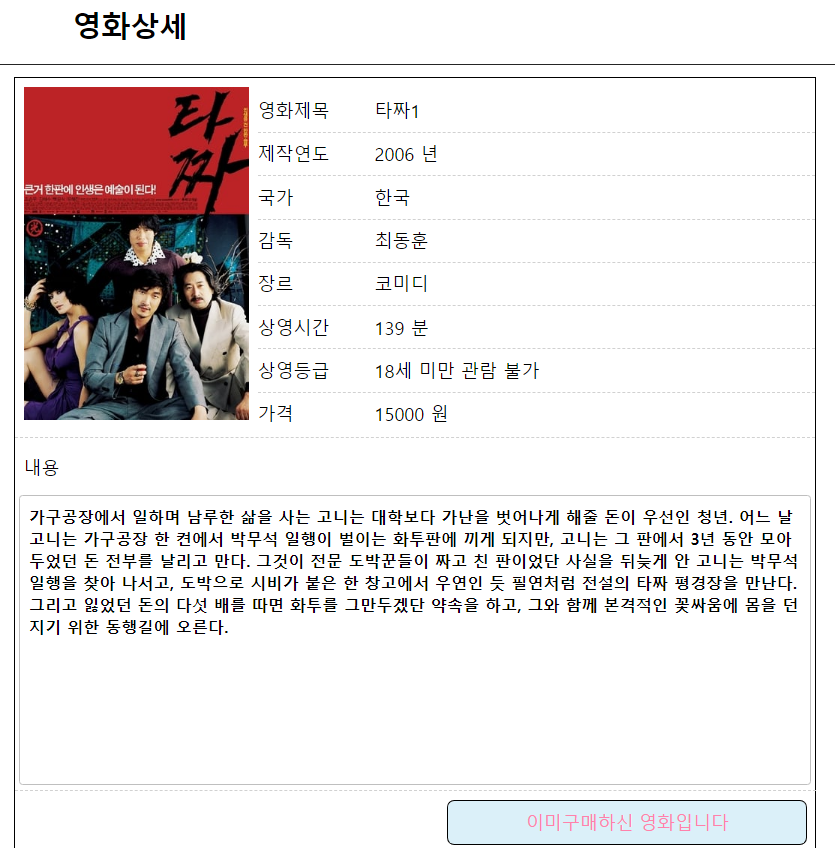 영화상세
타짜
큰거 한판에 인생은 예술이 된다!
영화제목 타짜1
제작연도 2006 년
국가 한국
감독 최동훈
장르 코미디
상영시간 139 분
상영등급 18세 미만 관람 불가
가격 15000 원
내용
가구공장에서 일하며 남루한 삶을 사는 고니는 대학보다 가난을 벗어나게 해줄 돈이 우선인 청년. 어느 날
고니는 가구공장 한 켠에서 박무석 일행이 벌이는 화투판에 끼게 되지만, 고니는 그 판에서 3년 동안 모아
두었던 돈 전부를 날리고 만다. 그것이 전문 도박꾼들이 짜고 친 판이었단 사실을 뒤늦게 안 고니는 박무석
일행을 찾아 나서고, 도박으로 시비가 붙은 한 창고에서 우연인 듯 필연처럼 전설의 타짜 평경장을 만난다.
그리고 잃었던 돈의 다섯 배를 따면 화투를 그만두겠단 약속을 하고, 그와 함께 본격적인 꽃싸움에 몸을 던
지기 위한 동행길에 오른다.
이미구매하신 영화입니다